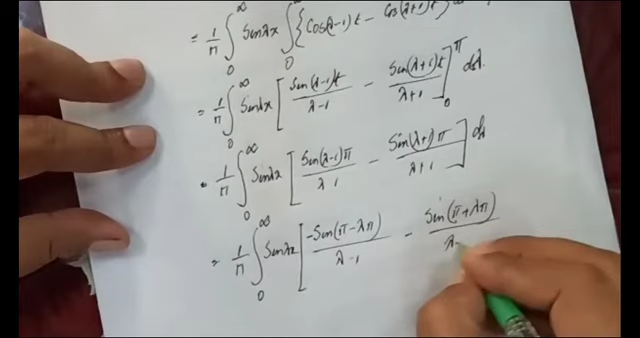 = 1/π ∫₀^∞ Sinλx ∫₀ {Cos(λ-1)t - Cos(λ+1)t}
= 1/π ∫₀^∞ Sinλx [ Sin(λ-1)t/λ-1 - Sin(λ+1)t/λ+1 ]₀^π dλ
= 1/π ∫₀^∞ Sinλx [ Sin(λ-1)π/λ-1 - Sin(λ+1)π/λ+1 ] dλ
= 1/π ∫₀^∞ Sinλx [ -Sin(π-λπ)/λ-1 - Sin(π+λπ)/λ